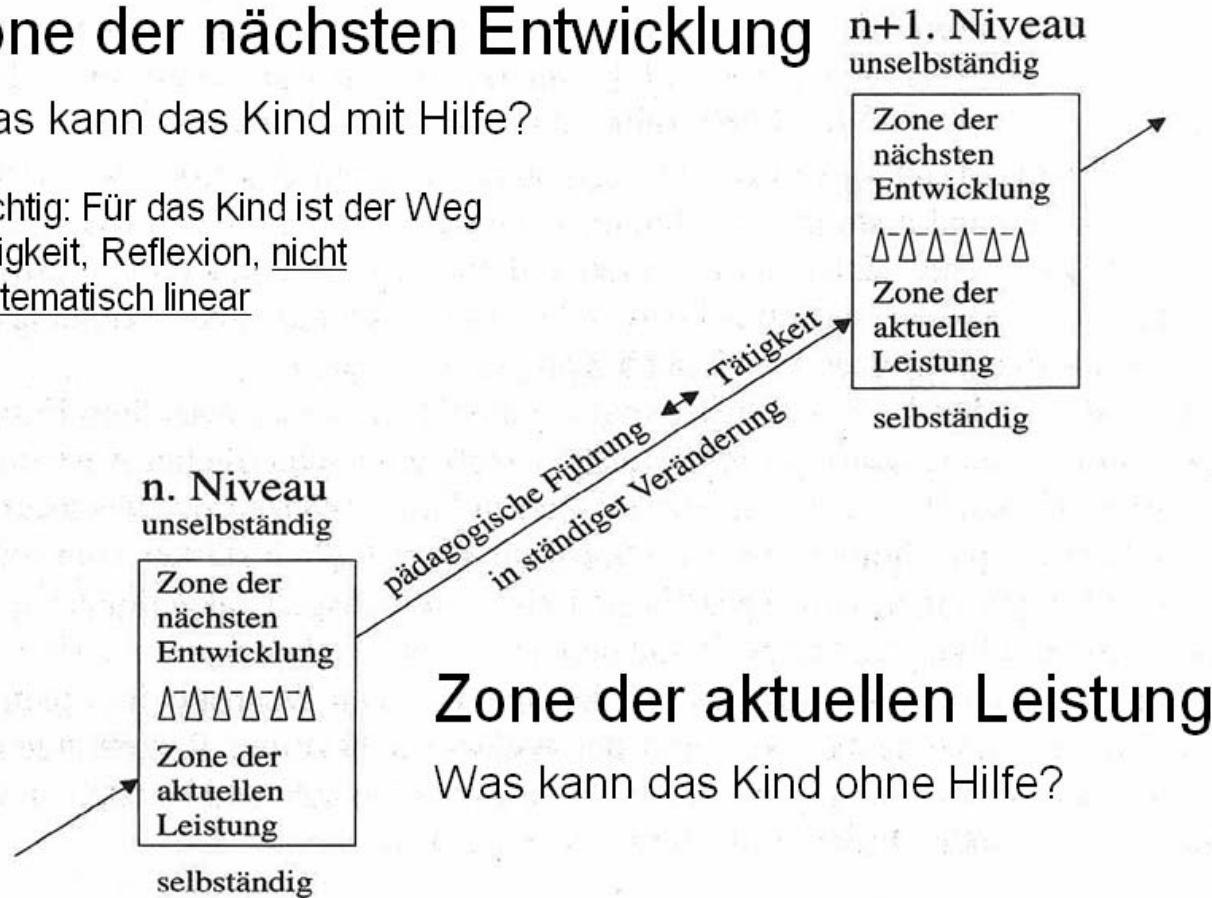 one der nächsten Entwicklung
as kann das Kind mit Hilfe?
chtig: Für das Kind ist der Weg
igkeit, Reflexion, nicht
tematisch linear
n+1. Niveau
unselbständig
Zone der
nächsten
Entwicklung
Zone der
aktuellen
Leistung
selbständig
pädagogische Führung ↔ Tätigkeit
in ständiger Veränderung
n. Niveau
unselbständig
Zone der
nächsten
Entwicklung
Zone der
aktuellen
Leistung
selbständig
Zone der aktuellen Leistung
Was kann das Kind ohne Hilfe?